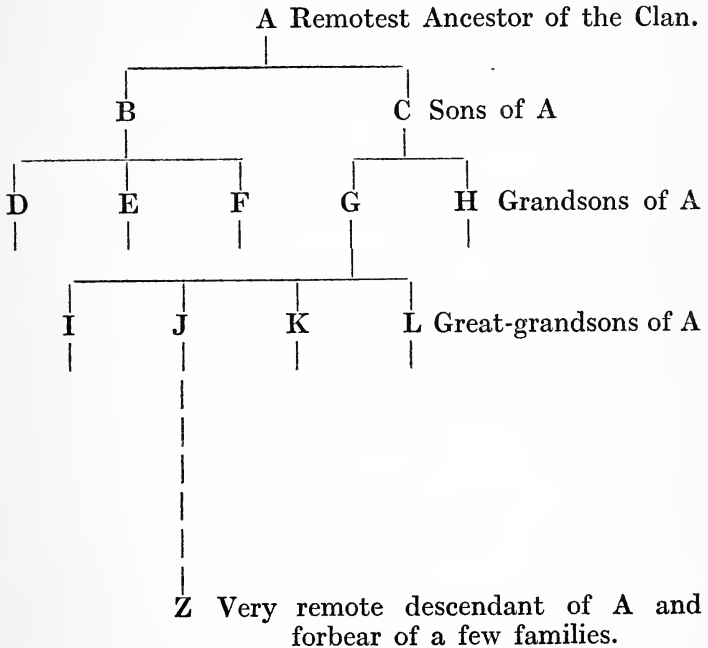 A Remotest Ancestor of the Clan.
B C Sons of A
D E F G H Grandsons of A
I J K L Great-grandsons of A
Z Very remote descendant of A and
forbear of a few families.